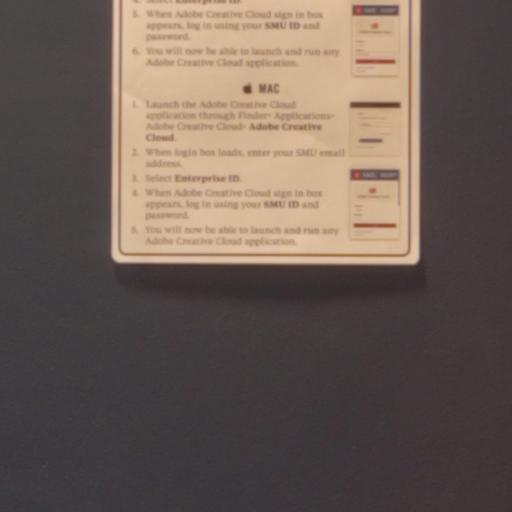 4. Select Enterprise ID.
5. When Adobe Creative Cloud sign in box
appears, log in using your SMU ID and
password.
6. You will now be able to launch and run any
Adobe Creative Cloud application.
MAC
1. Launch the Adobe Creative Cloud
application through Finder> Applications>
Adobe Creative Cloud> Adobe Creative
Cloud.
2. When login box loads, enter your SMU email
address.
3. Select Enterprise ID.
4. When Adobe Creative Cloud sign in box
appears, log in using your SMU ID and
password.
5. You will now be able to launch and run any
Adobe Creative Cloud application.